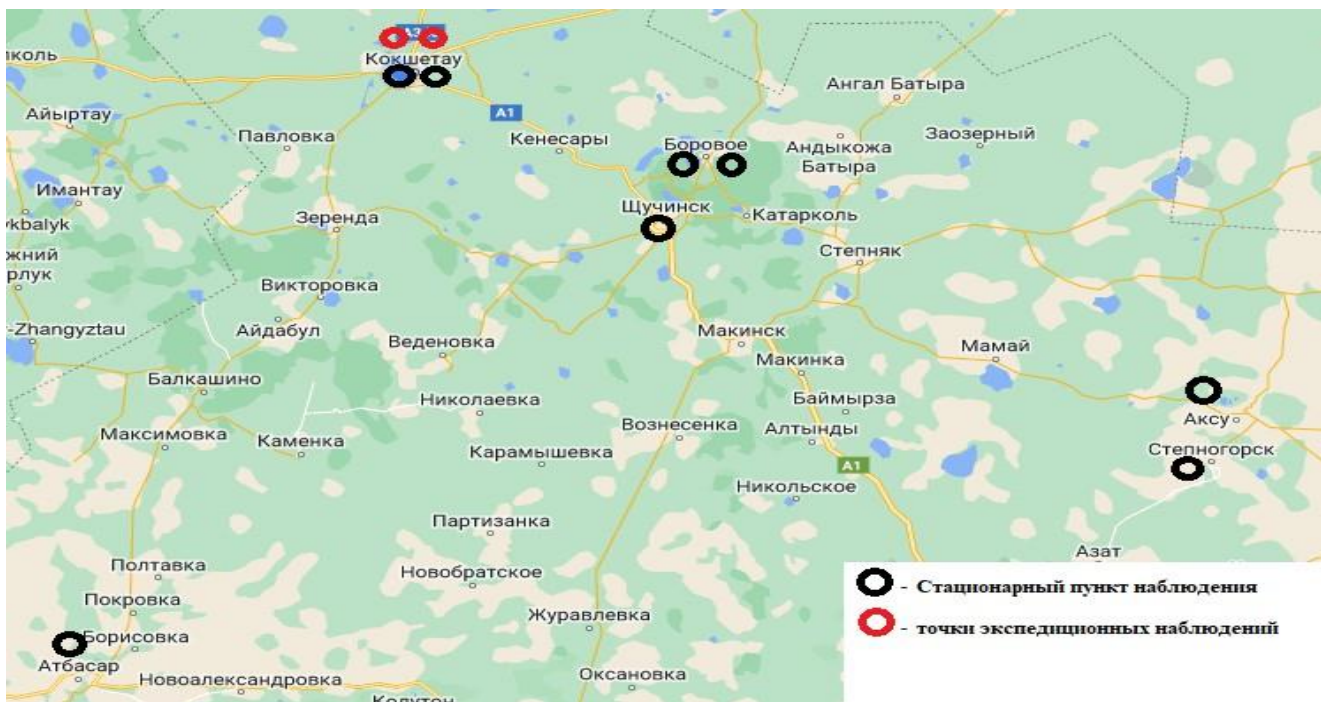 иколь
Кокшетау
Айыртау
Павловка
A1
Кенесары
Ангал Батыра
Боровое
Андыкожа
Батыра
Заозерный
Имантау
ykbalyk
Зеренда
Щучинск
Катарколь
Степняк
жний
рлук
Викторовка
-Zhangyztau
Айдабул
Веденовка
Макинск
Макинка
Мамай
Балкашино
Николаевка
Баймырза
Аксу
Максимовка
Каменка
Карамышевка
Вознесенка
Алтынды
A1
Степногорск
Никольское
Партизанка
Азат
Полтавка
Новобратское
Покровка
Журавлевка
Борисовка
Атбасар
Новоалександровка
Оксановка
Колутон
- Стационарный пункт наблюдения
- точки экспедиционных наблюдений